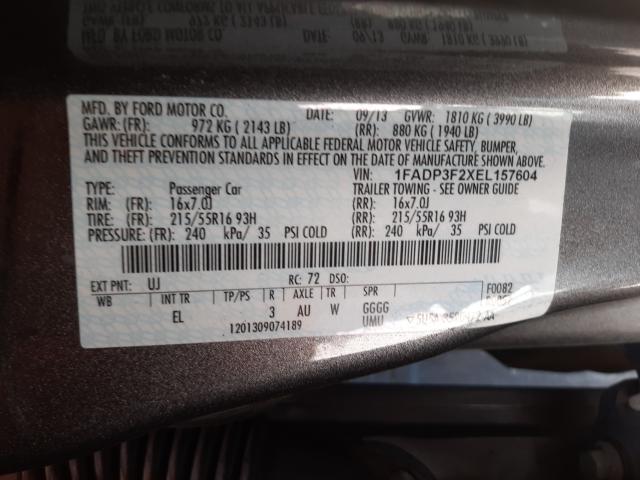 MFD. BY FORD MOTOR CO. DATE: 09/13 GVWR: 1810 KG ( 3990 LB)
GAWR: (FR): 972 KG ( 2143 LB) (RR): 880 KG ( 1940 LB)
THIS VEHICLE CONFORMS TO ALL APPLICABLE FEDERAL MOTOR VEHICLE SAFETY, BUMPER,
AND THEFT PREVENTION STANDARDS IN EFFECT ON THE DATE OF MANUFACTURE SHOWN ABOVE.
VIN: 1FADP3F2XEL157604
TYPE: Passenger Car TRAILER TOWING - SEE OWNER GUIDE
RIM: (FR): 16x7.0J (RR): 16x7.0J
TIRE: (FR): 215/55R16 93H (RR): 215/55R16 93H
PRESSURE: (FR): 240 kPa/ 35 PSI COLD (RR): 240 kPa/ 35 PSI COLD
EXT PNT: UJ RC: 72 DSO: F0082
WB INT TR TP/PS R AXLE TR SPR
EL 3 AU W GGGG
UMU
1201309074189